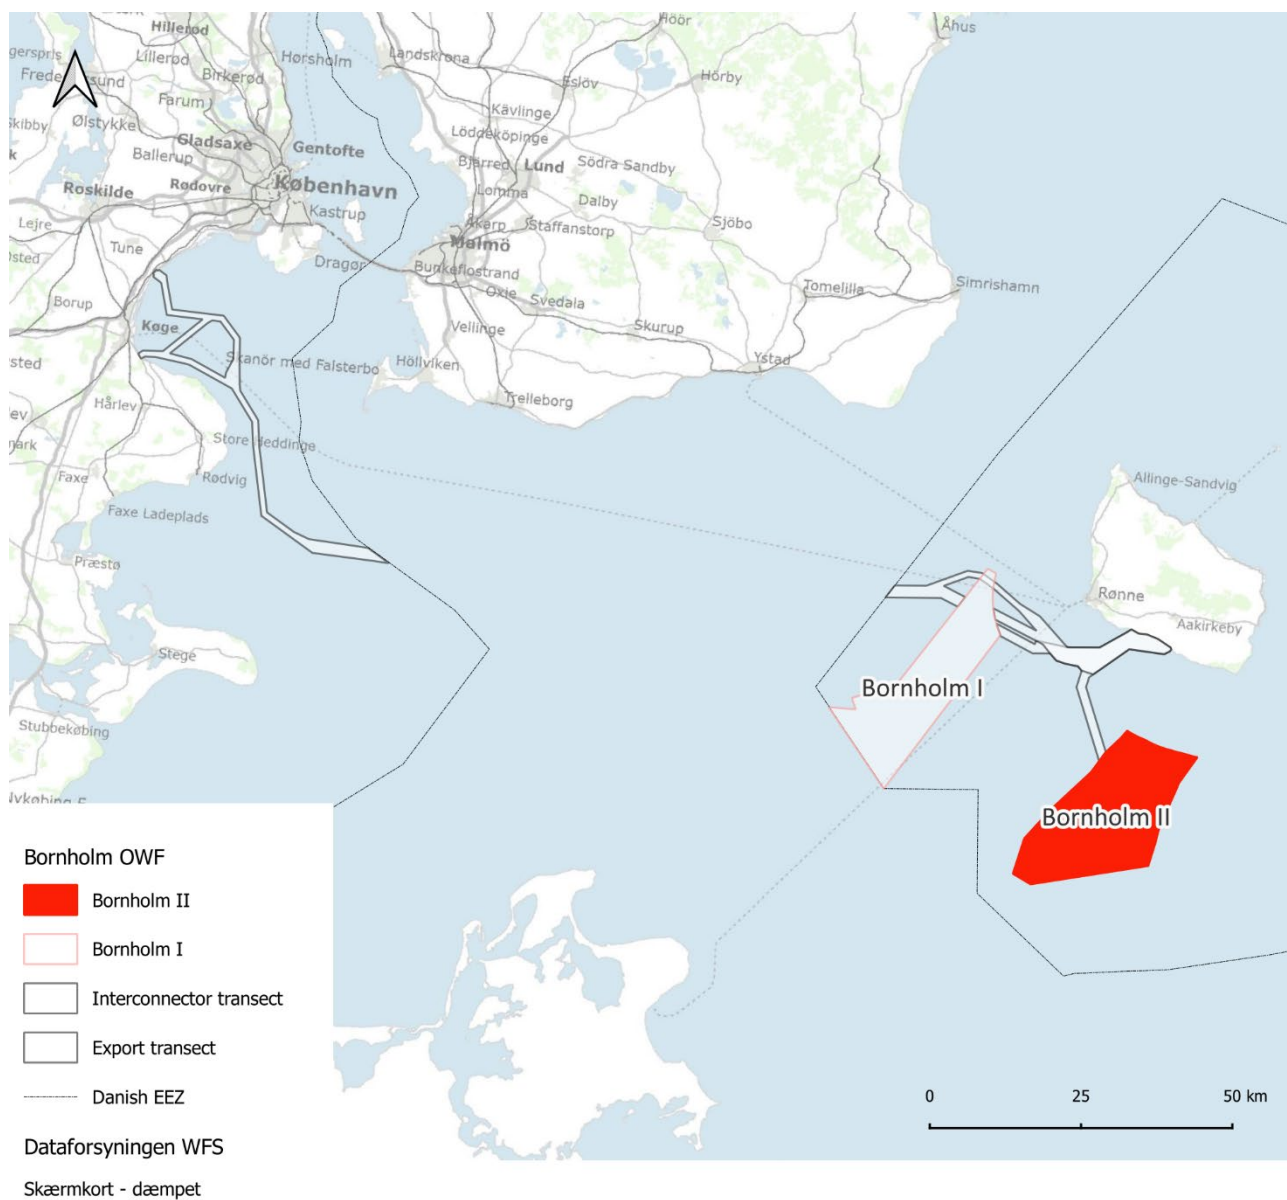 Hillerød
Höör
Åhus
Lillerød
Hørsholm
Landskrona
Birkerød
Eslöv
Hörby
Farum
Kävlinge
Skibby
Ølstykke
Löddeköpinge
Gladsaxe
Gentofte
Ballerup
Bjärred
Lund
Södra Sandby
Roskilde
Rødovre
København
Lomma
Dalby
Kastrup
Lejre
Åkarp
Staffanstorp
Sjöbo
Tune
Malmö
Dragør
Bunkeflostrand
Simrishamn
Oxie
Svedala
Tomelilla
Borup
Køge
Vellinge
Skurup
Skanör med Falsterbo
Höllviken
Ystad
Hårlev
Trelleborg
Store Heddinge
Faxe
Rødvig
Allinge-Sandvig
Faxe Ladeplads
Præstø
Rønne
Aakirkeby
Stege
Bornholm I
Stubbekøbing
Bornholm II
Bornholm OWF
Bornholm II
Bornholm I
Interconnector transect
Export transect
Danish EEZ
0 25 50 km
Dataforsyningen WFS
Skærmkort - dæmpet